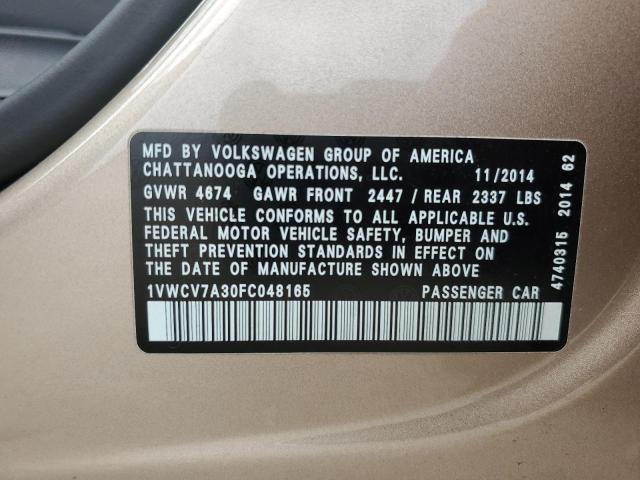 MFD BY VOLKSWAGEN GROUP OF AMERICA
CHATTANOOGA OPERATIONS, LLC. 11/2014
GVWR 4674 GAWR FRONT 2447 / REAR 2337 LBS
THIS VEHICLE CONFORMS TO ALL APPLICABLE U.S.
FEDERAL MOTOR VEHICLE SAFETY, BUMPER AND
THEFT PREVENTION STANDARDS IN EFFECT ON
THE DATE OF MANUFACTURE SHOWN ABOVE
1VWCV7A30FC048165 PASSENGER CAR
4740315 2014 62